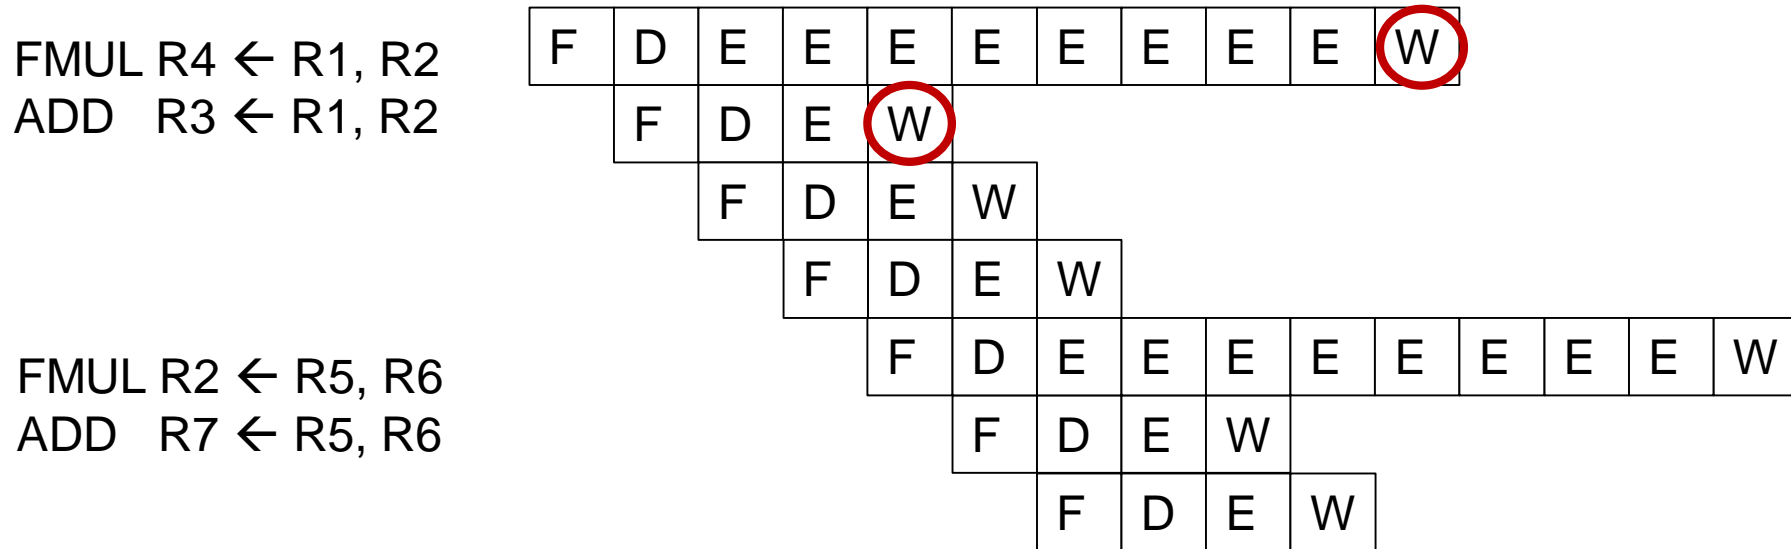 FMUL R4 ← R1, R2
ADD R3 ← R1, R2
FMUL R2 ← R5, R6
ADD R7 ← R5, R6
F D E E E E E E E E W
F D E W
F D E W
F D E W
F D E E E E E E E E W
F D E W
F D E W